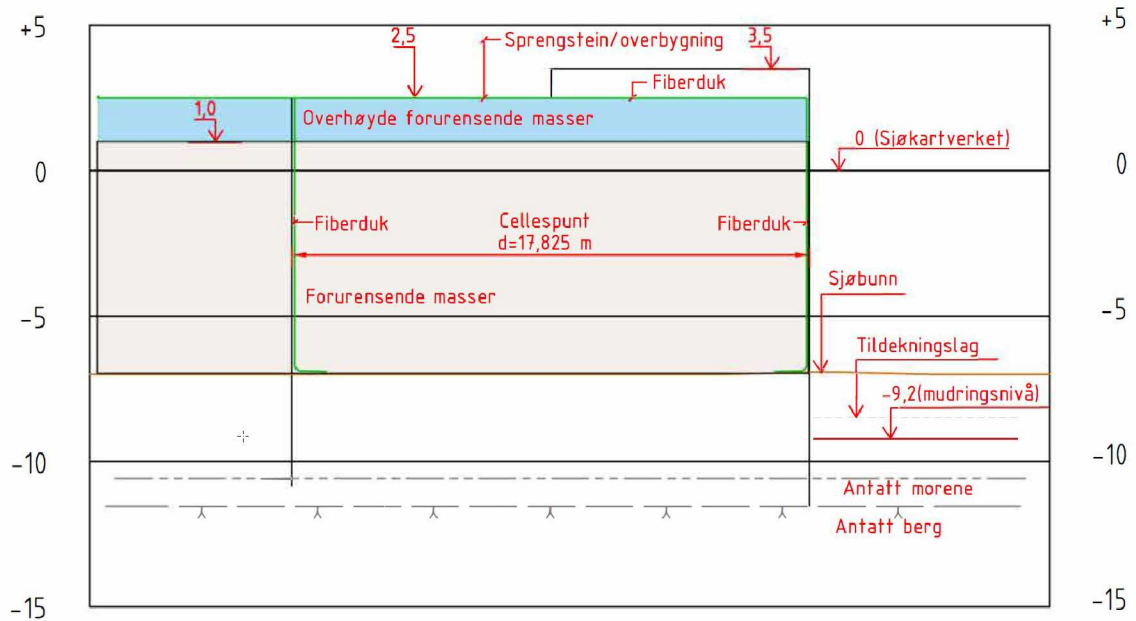 +5
+5
2,5
Sprengstein/overbygning
3,5
Fiberduk
1,0
Overhøyde forurensende masser
0 (Sjøkartverket)
0
0
Fiberduk
Cellespunt
d=17,825 m
Fiberduk
Sjøbunn
Forurensende masser
-5
-5
Tildekningslag
-9,2(mudringsnivå)
-10
-10
Antatt morene
Antatt berg
-15
-15